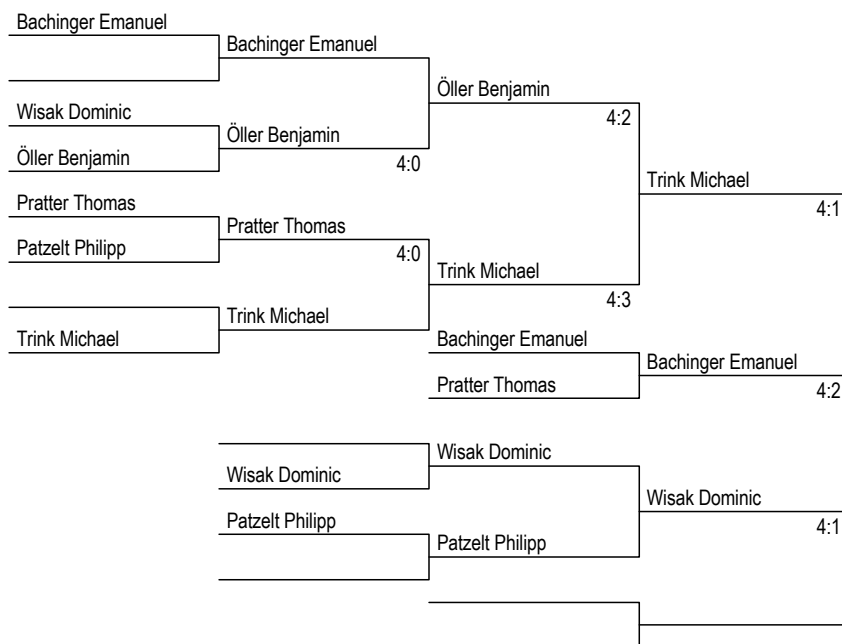 Bachinger Emanuel
Bachinger Emanuel
Öller Benjamin
Wisak Dominic
4:2
Öller Benjamin
Öller Benjamin
4:0
Trink Michael
Pratter Thomas
4:1
Pratter Thomas
Patzelt Philipp
4:0
Trink Michael
4:3
Trink Michael
Trink Michael
Bachinger Emanuel
Bachinger Emanuel
Pratter Thomas
4:2
Wisak Dominic
Wisak Dominic
Wisak Dominic
Patzelt Philipp
4:1
Patzelt Philipp